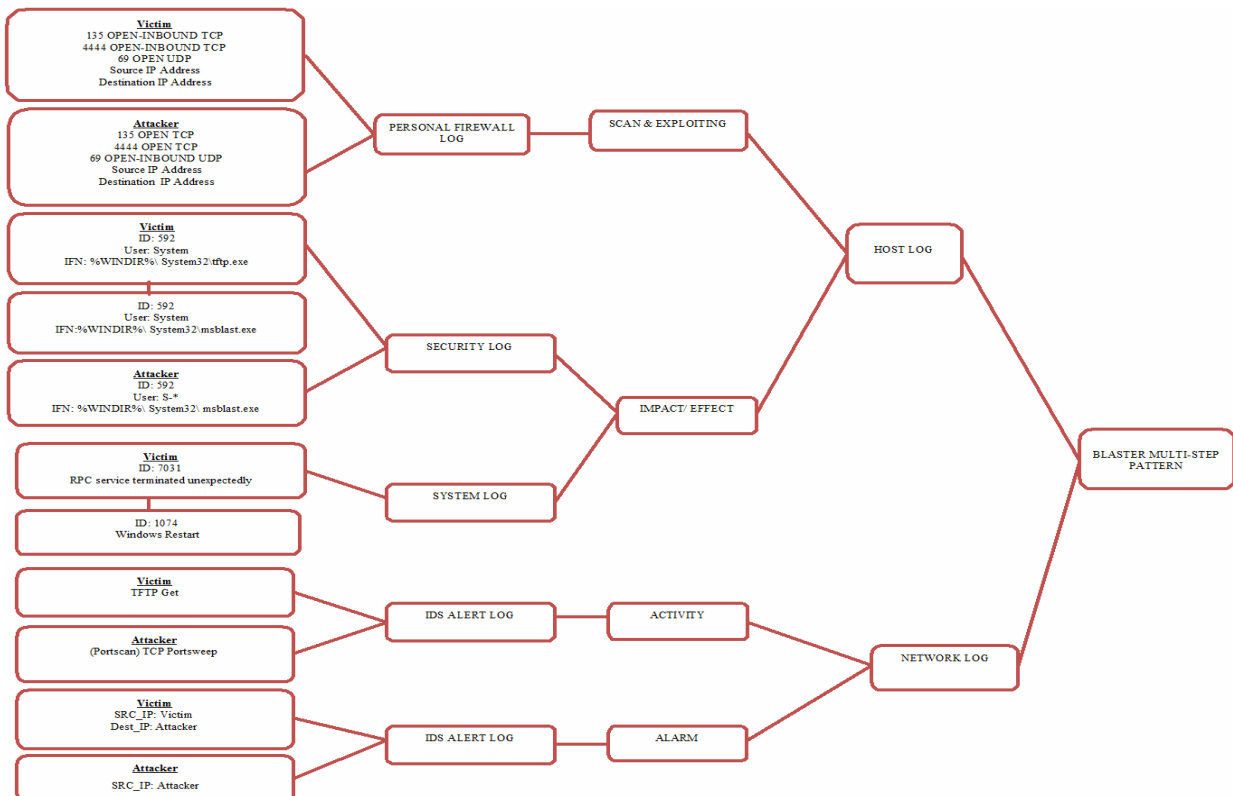 Victim
135 OPEN-INBOUND TCP
4444 OPEN-INBOUND TCP
69 OPEN UDP
Source IP Address
Destination IP Address
Attacker
135 OPEN TCP
4444 OPEN TCP
69 OPEN-INBOUND UDP
Source IP Address
Destination IP Address
PERSONAL FIREWALL
LOG
SCAN & EXPLOITING
Victim
ID: 592
User: System
IFN: %WINDIR%\ System32\tftp.exe
ID: 592
User: System
IFN:%WINDIR%\ System32\msblast.exe
Attacker
ID: 592
User: S-*
IFN: %WINDIR%\ System32\ msblast.exe
SECURITY LOG
Victim
ID: 7031
RPC service terminated unexpectedly
ID: 1074
Windows Restart
SYSTEM LOG
IMPACT/ EFFECT
HOST LOG
Victim
TFTP Get
Attacker
(Portscan) TCP Portsweep
IDS ALERT LOG
ACTIVITY
Victim
SRC_IP: Victim
Dest_IP: Attacker
Attacker
SRC_IP: Attacker
IDS ALERT LOG
ALARM
NETWORK LOG
BLASTER MULTI-STEP
PATTERN